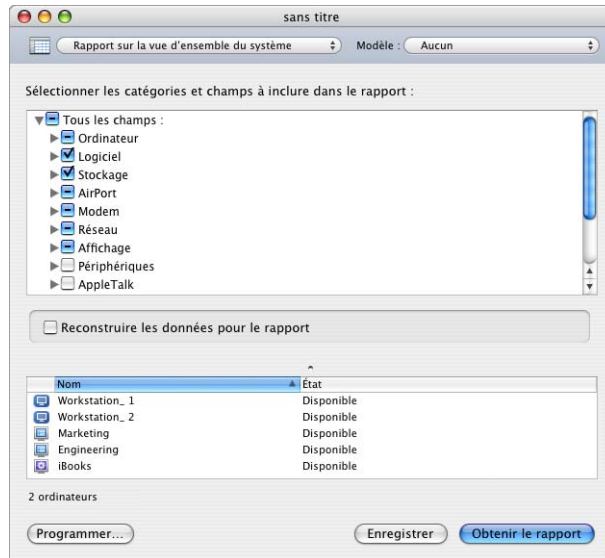 sans titre
Rapport sur la vue d'ensemble du système Modèle : Aucun
Sélectionner les catégories et champs à inclure dans le rapport :
Tous les champs :
Ordinateur
Logiciel
Stockage
AirPort
Modem
Réseau
Affichage
Périphériques
AppleTalk
Reconstruire les données pour le rapport
Nom État
Workstation_ 1 Disponible
Workstation_ 2 Disponible
Marketing Disponible
Engineering Disponible
iBooks Disponible
2 ordinateurs
Programmer... Enregistrer Obtenir le rapport